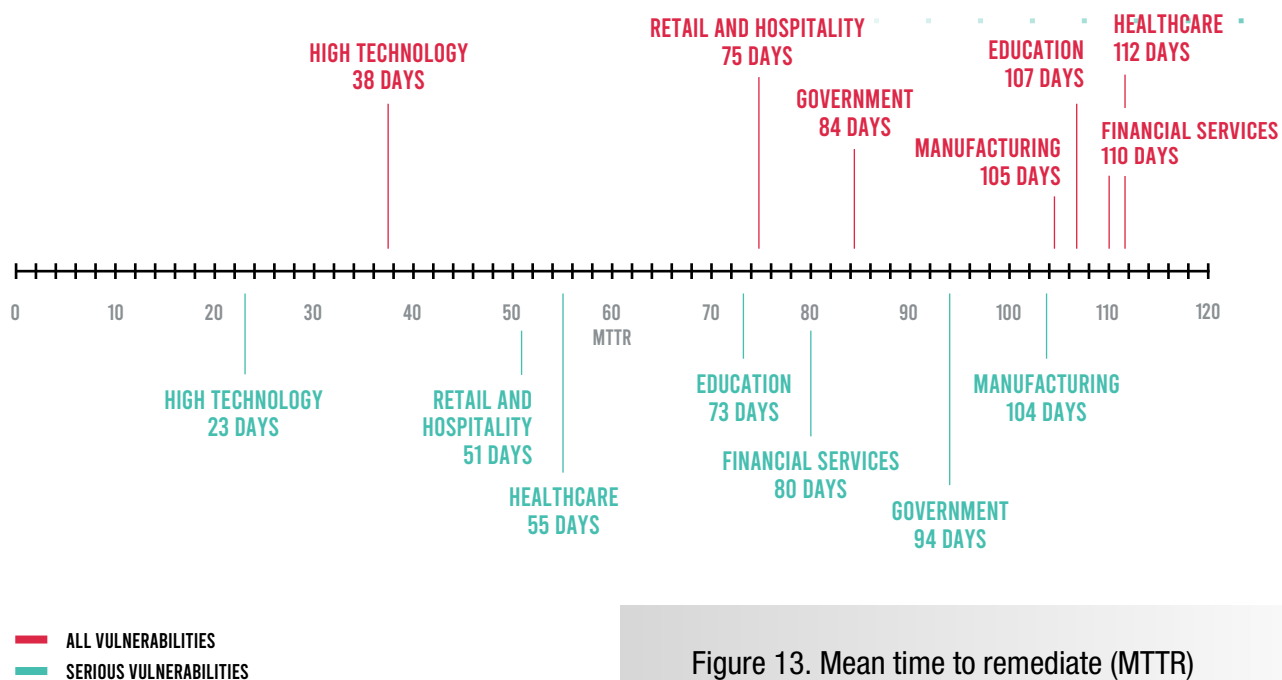 HIGH TECHNOLOGY
38 DAYS
RETAIL AND HOSPITALITY
75 DAYS
GOVERNMENT
84 DAYS
MANUFACTURING
105 DAYS
EDUCATION
107 DAYS
HEALTHCARE
112 DAYS
FINANCIAL SERVICES
110 DAYS
0 10 20 30 40 50 60 70 80 90 100 110 120
MTTR
HIGH TECHNOLOGY
23 DAYS
RETAIL AND
HOSPITALITY
51 DAYS
HEALTHCARE
55 DAYS
EDUCATION
73 DAYS
FINANCIAL SERVICES
80 DAYS
GOVERNMENT
94 DAYS
MANUFACTURING
104 DAYS
ALL VULNERABILITIES
SERIOUS VULNERABILITIES
Figure 13. Mean time to remediate (MTTR)